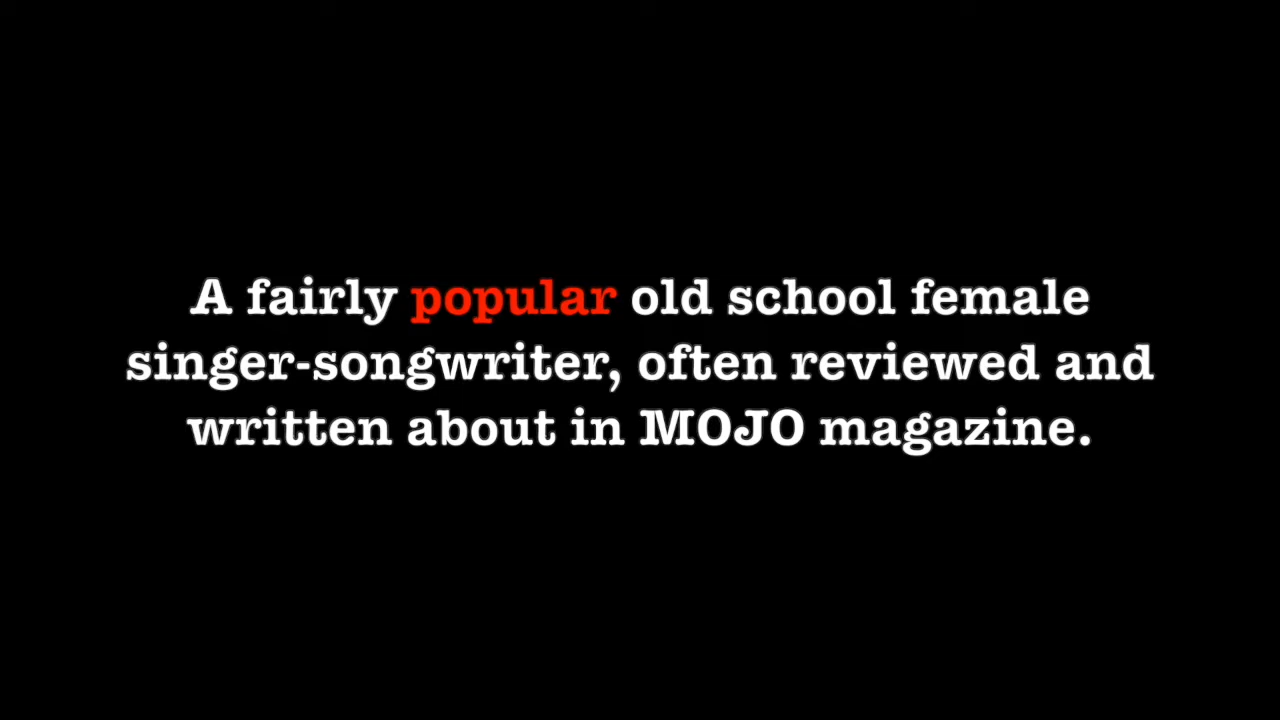 A fairly popular old school female
singer-songwriter, often reviewed and
written about in MOJO magazine.